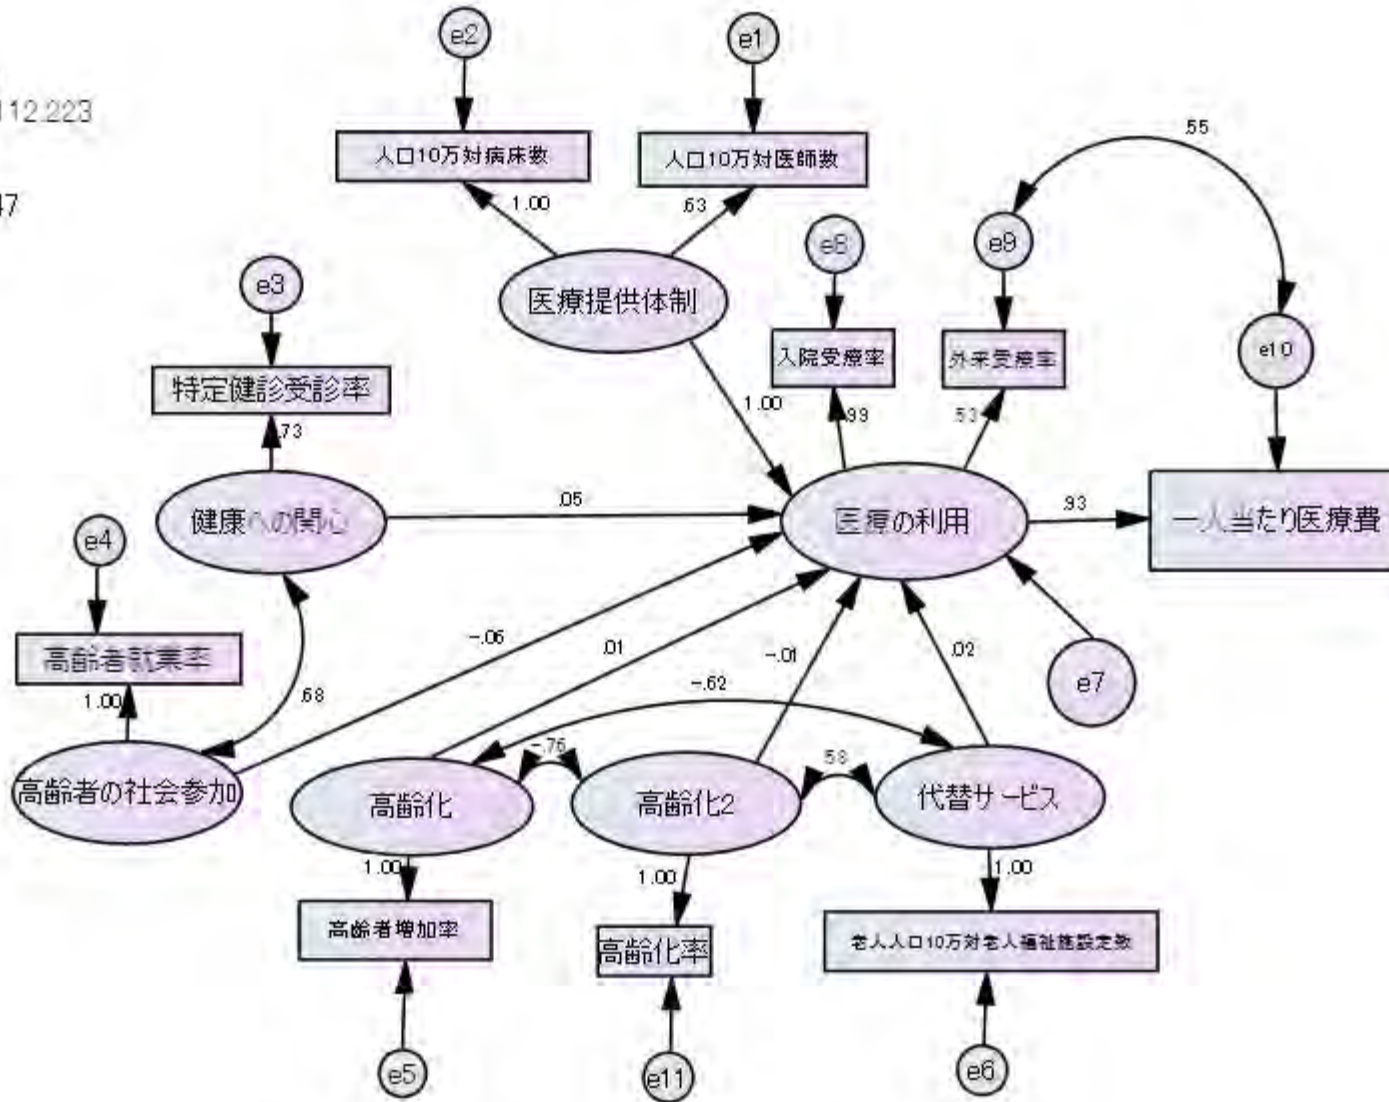 e2
e1
112.223
.55
人口10万対病床数
人口10万対医師数
47
1.00
.63
e8
e9
e3
医療提供体制
e10
入院受療率
外来受療率
特定健診受診率
1.00
.99
.53
.73
健康への関心
.05
医療の利用
.93
一人当たり医療費
e4
高齢者就業率
-.06
.01
-.01
.02
e7
1.00
.68
-.62
高齢者の社会参加
-.76
.58
高齢化
高齢化2
代替サービス
1.00
1.00
1.00
高齢者増加率
高齢化率
老人人口10万対老人福祉施設定数
e5
e11
e6